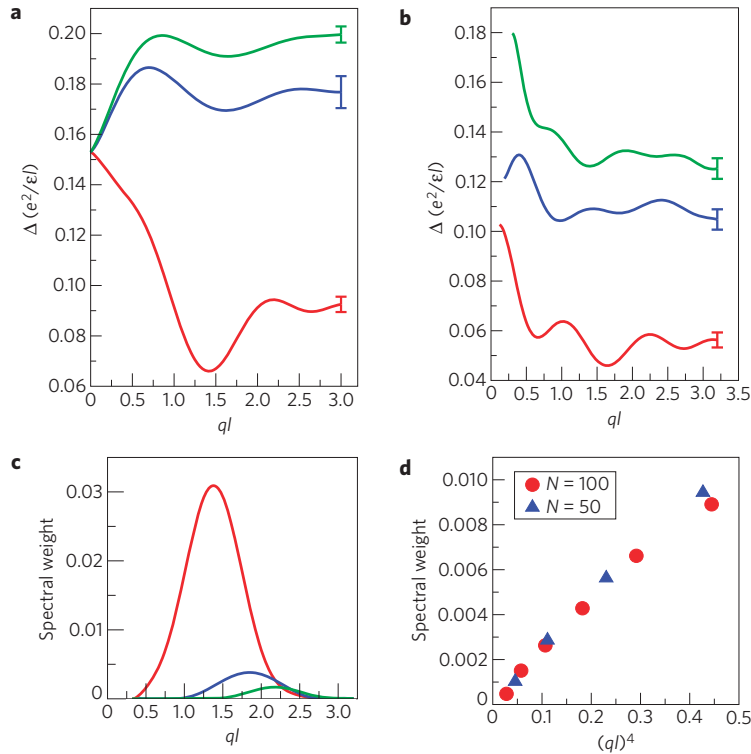 a
0.20
0.18
0.16
0.14
0.12
0.10
0.08
0.06
Δ (e²/εl)
0 0.5 1.0 1.5 2.0 2.5 3.0
ql
b
0.18
0.16
0.14
0.12
0.10
0.08
0.06
0.04
Δ (e²/εl)
0 0.5 1.0 1.5 2.0 2.5 3.0 3.5
ql
c
0.03
0.02
0.01
0
Spectral weight
0 0.5 1.0 1.5 2.0 2.5 3.0
ql
d
N = 100
N = 50
0.010
0.008
0.006
0.004
0.002
0
Spectral weight
0 0.1 0.2 0.3 0.4 0.5
(ql)⁴